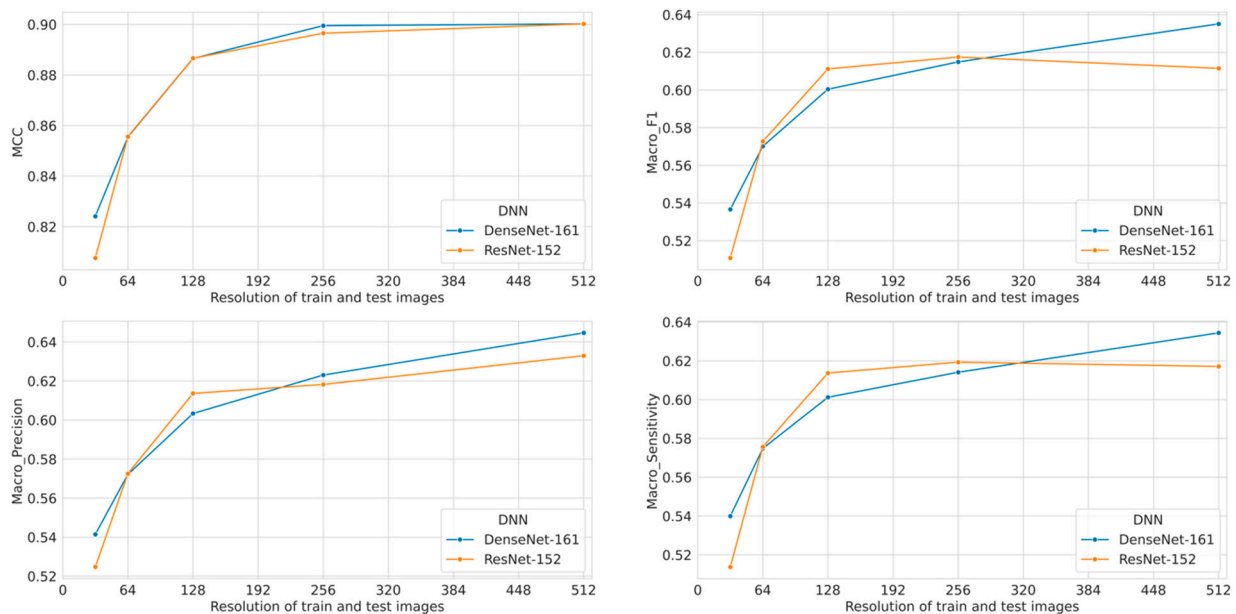 0.90
0.88
0.86
0.84
0.82
MCC
DNN
DenseNet-161
ResNet-152
0 64 128 192 256 320 384 448 512
Resolution of train and test images
0.64
0.62
0.60
0.58
0.56
0.54
0.52
Macro_F1
DNN
DenseNet-161
ResNet-152
0 64 128 192 256 320 384 448 512
Resolution of train and test images
0.64
0.62
0.60
0.58
0.56
0.54
0.52
Macro_Precision
DNN
DenseNet-161
ResNet-152
0 64 128 192 256 320 384 448 512
Resolution of train and test images
0.64
0.62
0.60
0.58
0.56
0.54
0.52
Macro_Sensitivity
DNN
DenseNet-161
ResNet-152
0 64 128 192 256 320 384 448 512
Resolution of train and test images